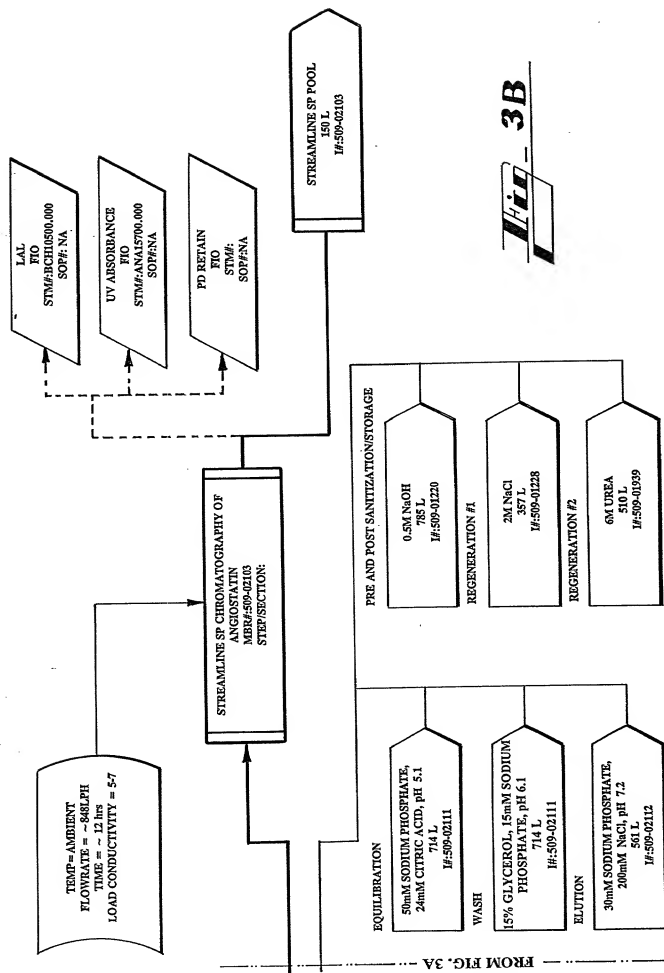 TEMP=AMBIENT
FLOWRATE = ~848LPH
TIME = ~ 12 hrs
LOAD CONDUCTIVITY = 5-7
LAL
FIO
STM#:BCH10500.000
SOP#: NA
UV ABSORBANCE
FIO
STM#:ANA15700.000
SOP#:NA
PD RETAIN
FIO
STM#:
SOP#:NA
STREAMLINE SP CHROMATOGRAPHY OF
ANGIOSTATIN
MBR#:509-02103
STEP/SECTION:
STREAMLINE SP POOL
150 L
I#:509-02103
EQUILIBRATION
50mM SODIUM PHOSPHATE,
24mM CITRIC ACID, pH 5.1
714 L
I#:509-02111
WASH
15% GLYCEROL, 15mM SODIUM
PHOSPHATE, pH 6.1
714 L
I#:509-02111
ELUTION
30mM SODIUM PHOSPHATE,
200mM NaCl, pH 7.2
561 L
I#:509-02112
PRE AND POST SANITIZATION/STORAGE
0.5M NaOH
785 L
I#:509-01220
REGENERATION #1
2M NaCl
357 L
I#:509-01228
REGENERATION #2
6M UREA
510 L
I#:509-01939
FROM FIG. 3A
Fig_ 3B